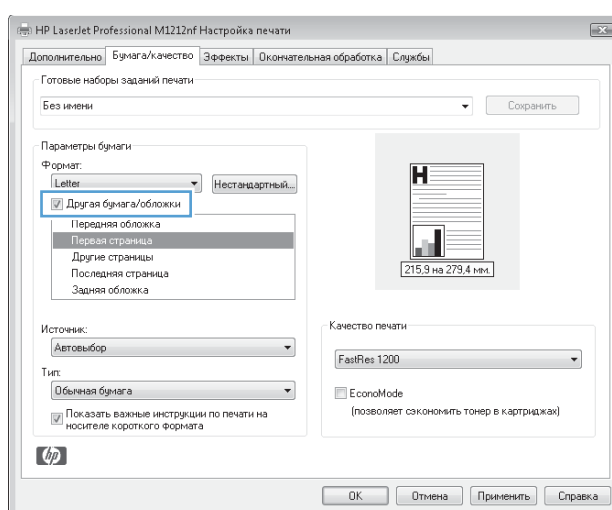 HP LaserJet Professional M1212nf Настройка печати
Дополнительно Бумага/качество Эффекты Окончательная обработка Службы
Готовые наборы заданий печати
Без имени
Сохранить
Параметры бумаги
Формат:
Letter
Нестандартный...
Другая бумага/обложки
Передняя обложка
Первая страница
Другие страницы
Последняя страница
Задняя обложка
H
215,9 на 279,4 мм.
Источник:
Автовыбор
Тип:
Обычная бумага
Показать важные инструкции по печати на
носителе короткого формата
Качество печати
FastRes 1200
EconoMode
(позволяет сэкономить тонер в картриджах)
hp
OK Отмена Применить Справка